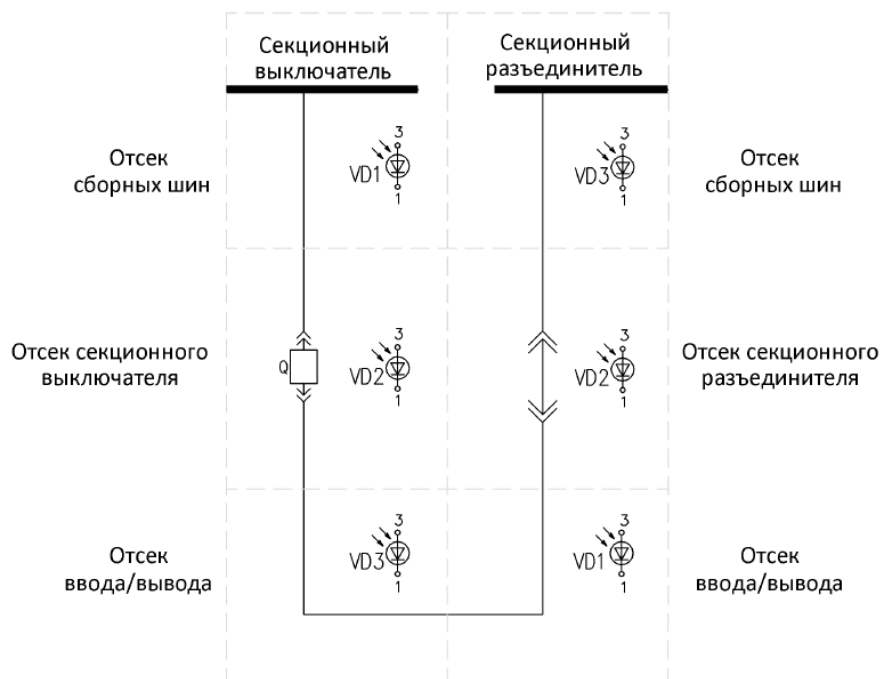 Секционный
выключатель
Секционный
разъединитель
Отсек
сборных шин
3
VD1
1
3
VD3
1
Отсек
сборных шин
Отсек секционного
выключателя
Q
3
VD2
1
3
VD2
1
Отсек секционного
разъединителя
Отсек
ввода/вывода
3
VD3
1
3
VD1
1
Отсек
ввода/вывода